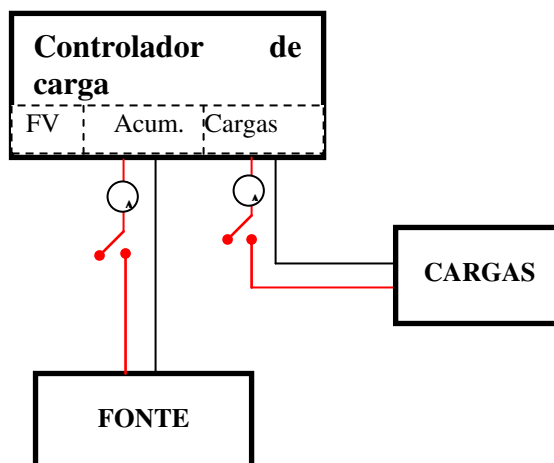 Controlador de
carga
FV Acum. Cargas
A A
CARGAS
FONTE